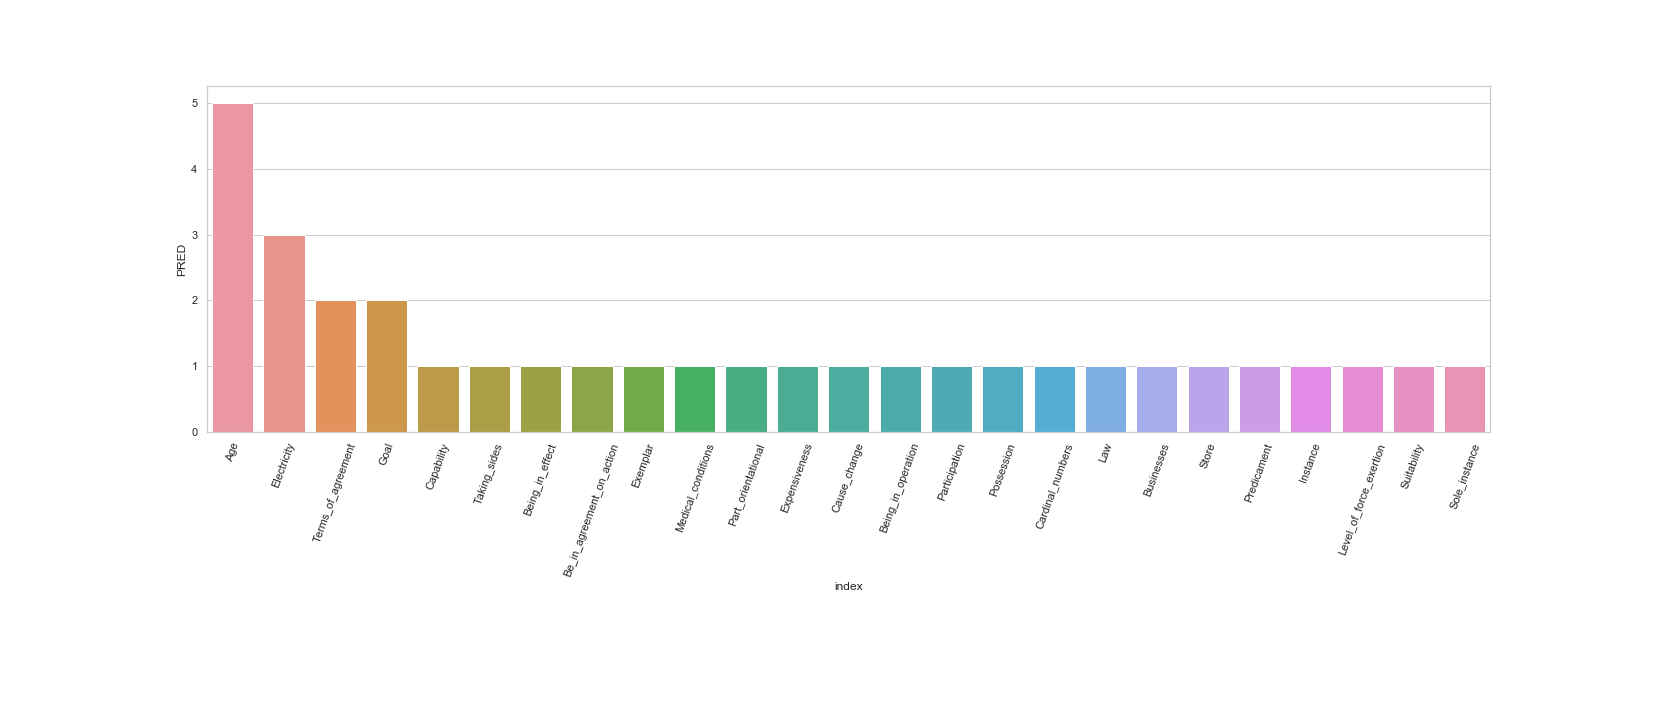 5
4
3
2
1
0
PRED
Age
Electricity
Terms_of_agreement
Goal
Capability
Taking_sides
Being_in_effect
Be_in_agreement_on_action
Exemplar
Medical_conditions
Part_orientational
Expensiveness
Cause_change
Being_in_operation
Participation
Possession
Cardinal_numbers
Law
Businesses
Store
Predicament
Instance
Level_of_force_exertion
Suitability
Sole_instance
index